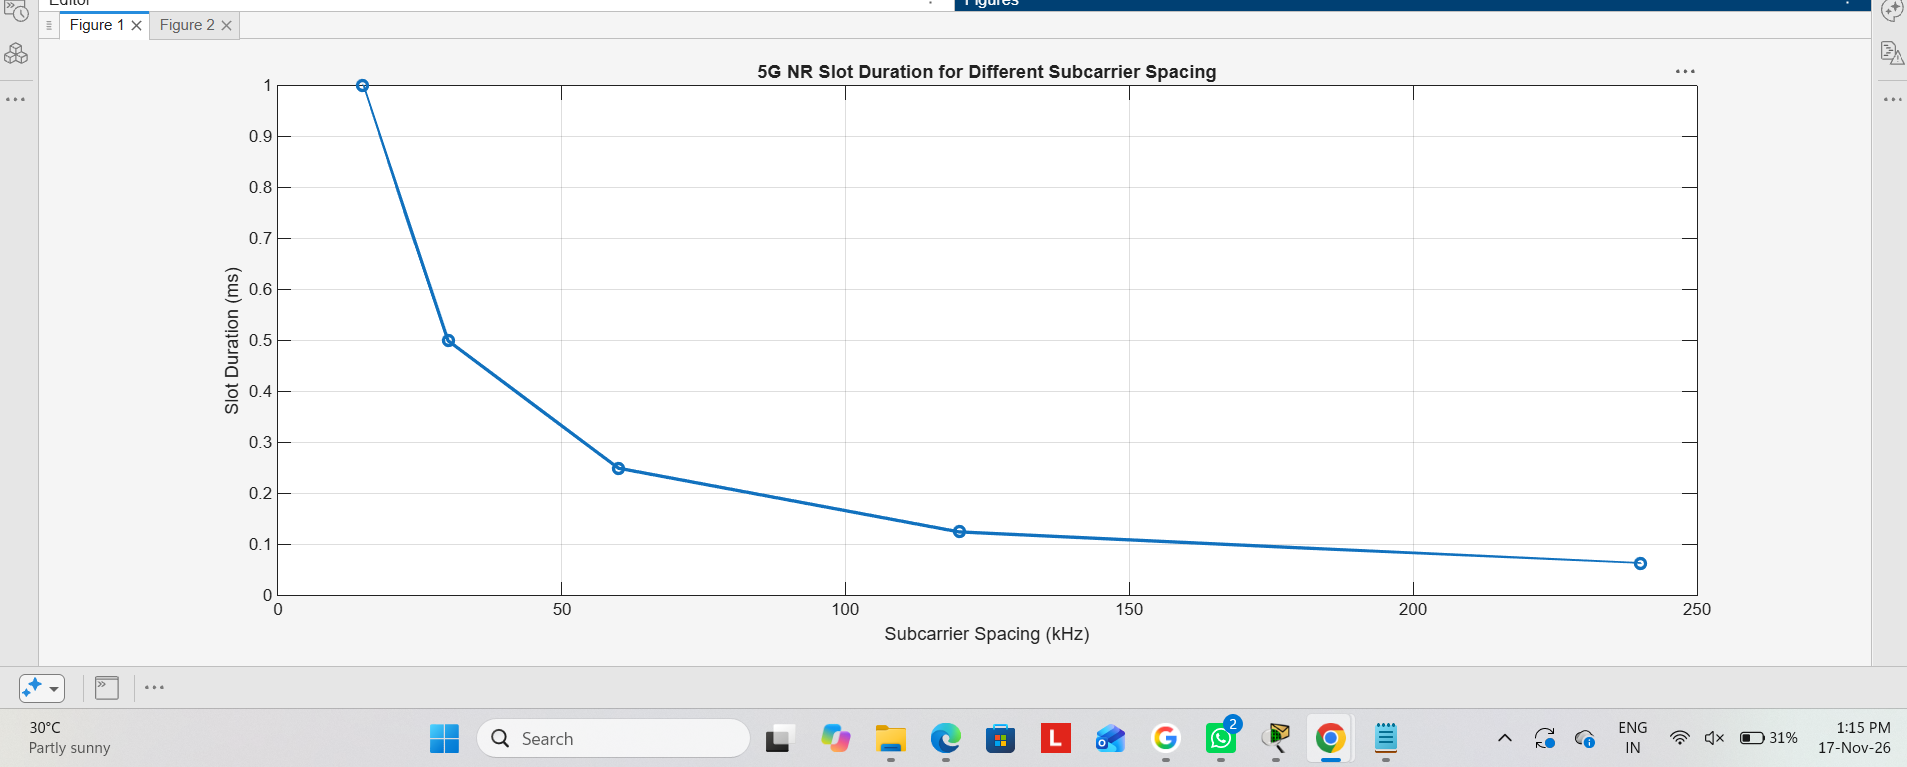 Editor
Figures
Figure 1
Figure 2
5G NR Slot Duration for Different Subcarrier Spacing
1
0.9
0.8
0.7
0.6
0.5
0.4
0.3
0.2
0.1
0
Slot Duration (ms)
0
50
100
150
200
250
Subcarrier Spacing (kHz)
30°C
Partly sunny
Search
L
2
ENG
IN
31%
1:15 PM
17-Nov-26